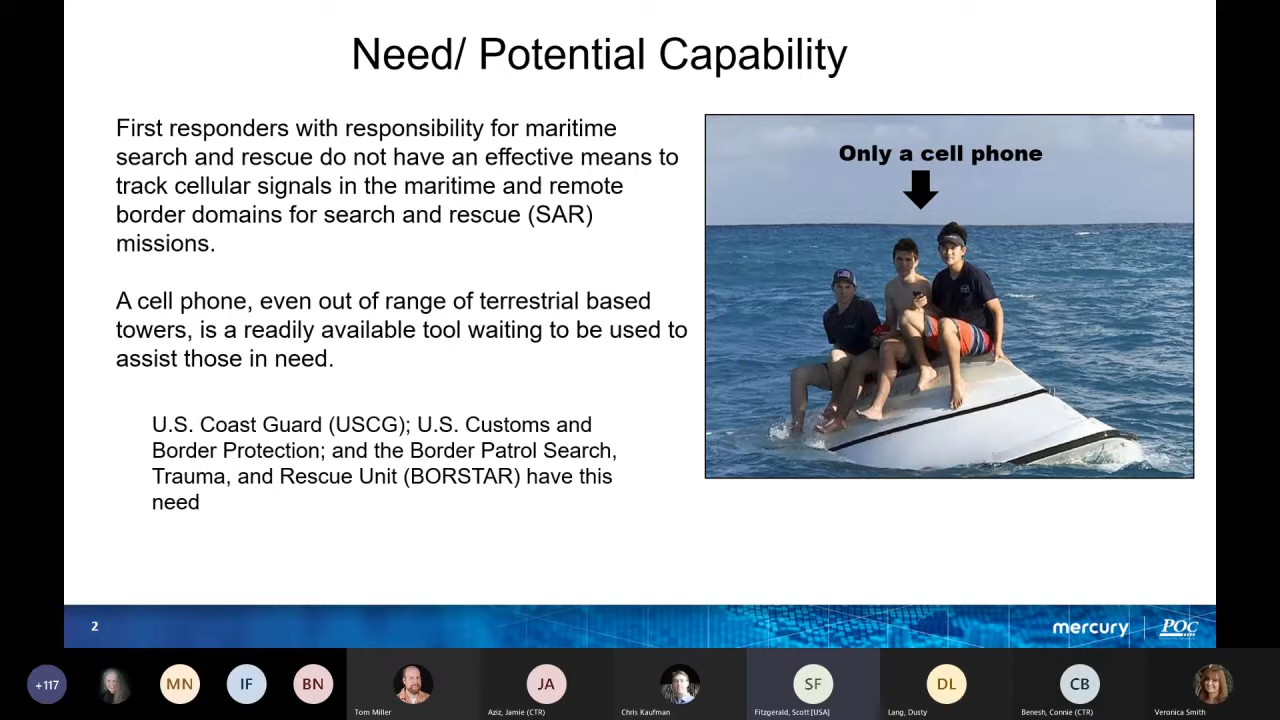 Need/ Potential Capability
First responders with responsibility for maritime
search and rescue do not have an effective means to
track cellular signals in the maritime and remote
border domains for search and rescue (SAR)
missions.
A cell phone, even out of range of terrestrial based
towers, is a readily available tool waiting to be used to
assist those in need.
U.S. Coast Guard (USCG); U.S. Customs and
Border Protection; and the Border Patrol Search,
Trauma, and Rescue Unit (BORSTAR) have this
need
Only a cell phone
2
mercury
POC
+117
MN
IF
BN
Tom Miller
JA
Aziz, Jamie (CTR)
Chris Kaufman
SF
Fitzgerald, Scott [USA]
DL
Lang, Dusty
CB
Benesh, Connie (CTR)
Veronica Smith